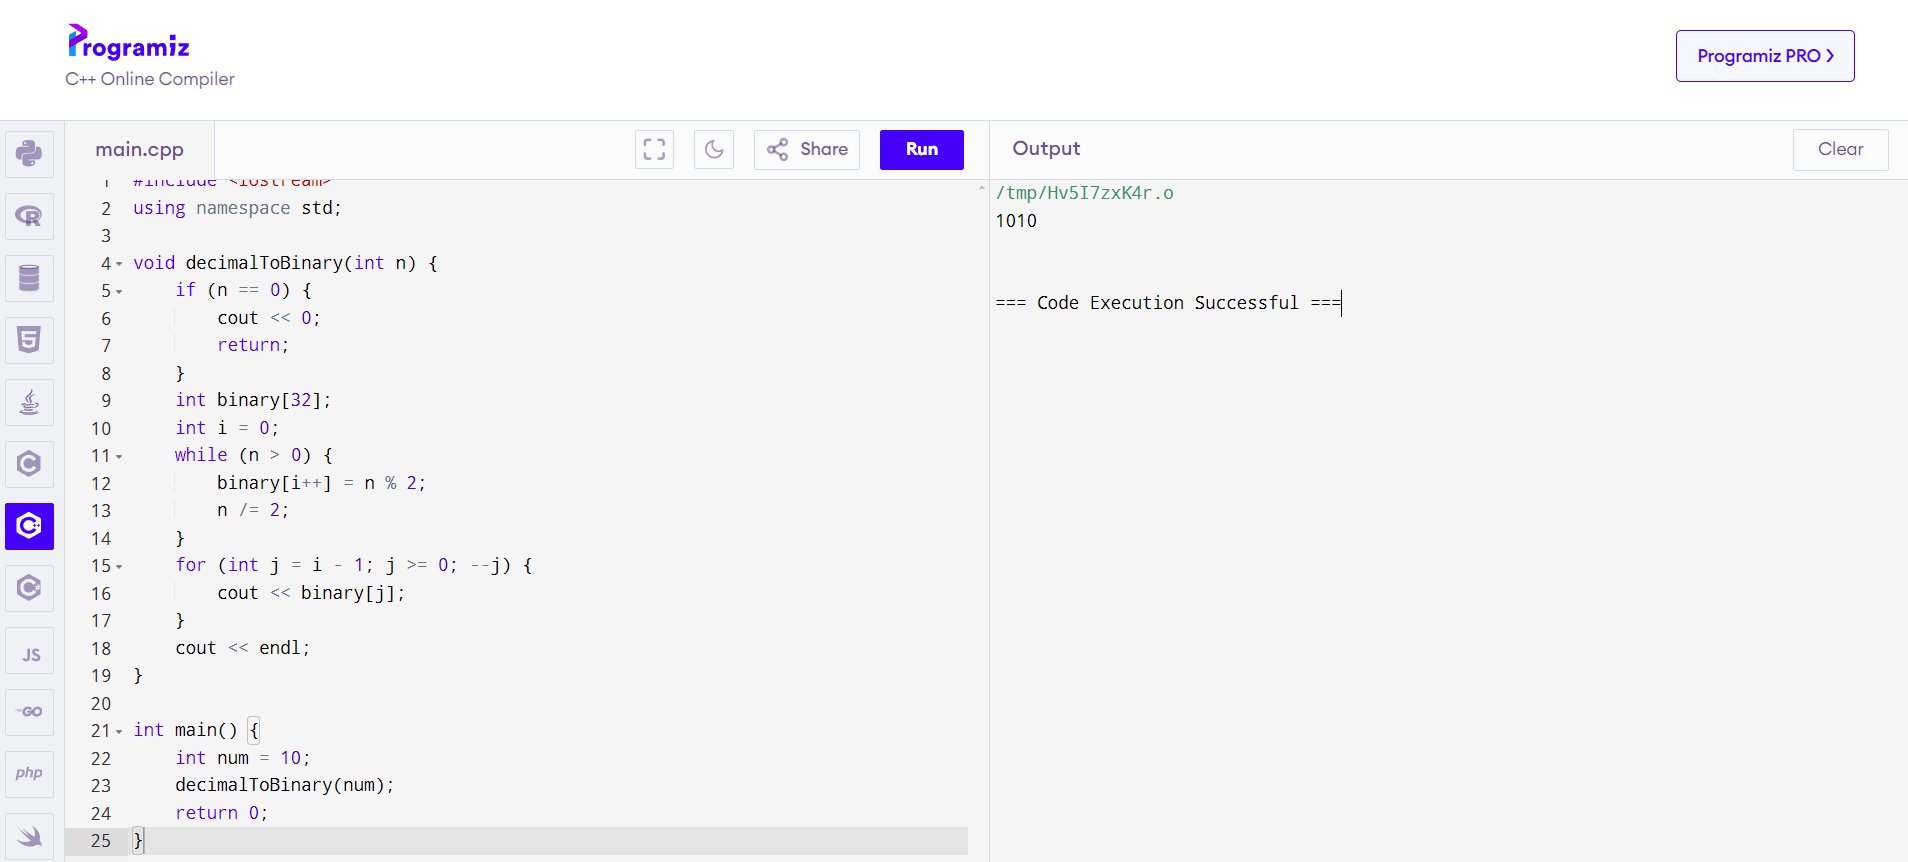 Programiz
C++ Online Compiler
Programiz PRO
main.cpp
Share
Run
Output
Clear
1 #include <iostream>
2 using namespace std;
3
4 void decimalToBinary(int n) {
5     if (n == 0) {
6         cout << 0;
7         return;
8     }
9     int binary[32];
10     int i = 0;
11     while (n > 0) {
12         binary[i++] = n % 2;
13         n /= 2;
14     }
15     for (int j = i - 1; j >= 0; --j) {
16         cout << binary[j];
17     }
18     cout << endl;
19 }
20
21 int main() {
22     int num = 10;
23     decimalToBinary(num);
24     return 0;
25 }
/tmp/Hv5I7zxK4r.o
1010
=== Code Execution Successful ===
R
5
C
C+
C
JS
GO
php